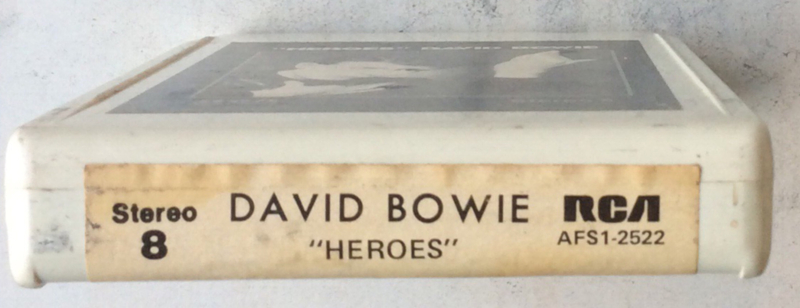 "HEROES" DAVID BOWIE
Stereo
8
DAVID BOWIE
"HEROES"
RCA
AFS1-2522